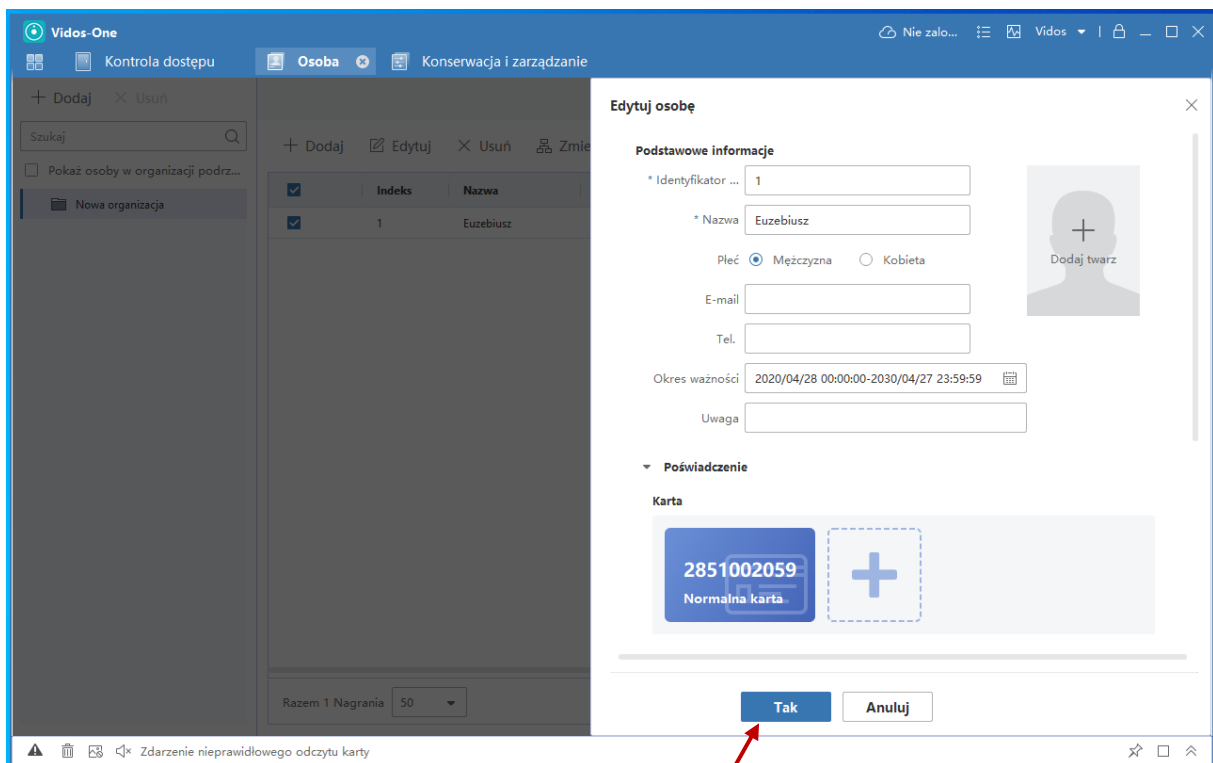 Vidos-One
Nie zalo... Vidos
Kontrola dostępu Osoba Konserwacja i zarządzanie
Dodaj Usuń
Szukaj
Pokaż osoby w organizacji podrz...
Nowa organizacja
Dodaj Edytuj Usuń Zmie
Indeks Nazwa
1 Euzebiusz
Razem 1 Nagrania 50
Edytuj osobę
Podstawowe informacje
* Identyfikator ... 1
* Nazwa Euzebiusz
Płeć Mężczyzna Kobieta
E-mail
Tel.
Okres ważności 2020/04/28 00:00:00-2030/04/27 23:59:59
Uwaga
Dodaj twarz
Poświadczenie
Karta
2851002059
Normalna karta
Tak Anuluj
Zdarzenie nieprawidłowego odczytu karty